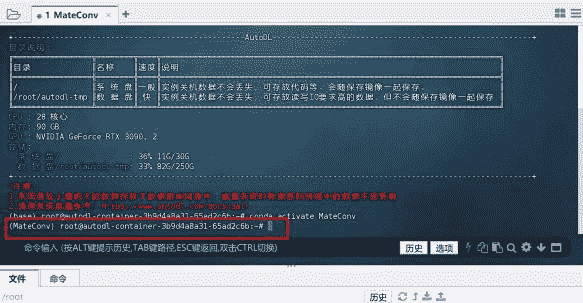 1 MateConv
AutoDL
目录说明:
目录 名称 速度 说明
/ 系 统 盘 一般 实例关机数据不会丢失，可存放代码等。会随保存镜像一起保存。
/root/autodl-tmp 数 据 盘 快 实例关机数据不会丢失，可存放读写IO要求高的数据。但不会随保存镜像一起保存
CPU : 28 核心
内存: 90 GB
GPU : NVIDIA GeForce RTX 3090, 2
存储:
系 统 盘/ : 36% 11G/30G
数 据 盘/root/autodl-tmp: 33% 82G/250G
(base) root@autodl-container-3b9d4a8a31-65ad2c6b:~# conda activate MateConv
(MateConv) root@autodl-container-3b9d4a8a31-65ad2c6b:~#
命令输入 (按ALT键提示历史,TAB键路径,ESC键返回,双击CTRL切换) 历史 选项
文件 命令
/root 历史